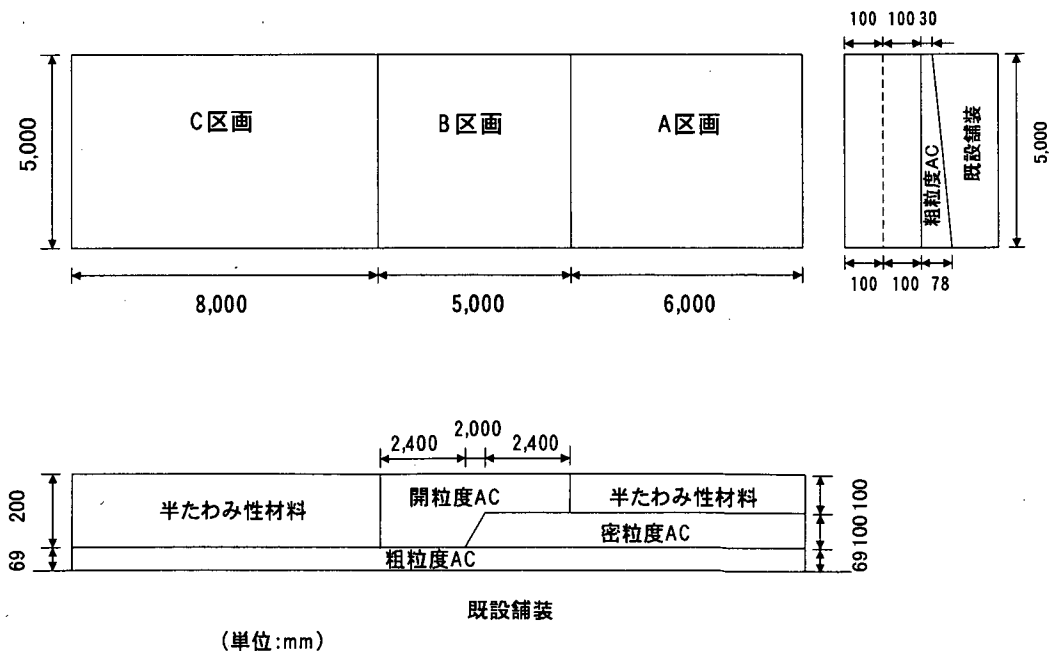 100 100 30
C区画 B区画 A区画
5,000
粗粒度AC
既設舗装
5,000
8,000 5,000 6,000
100 100 78
2,400 2,000 2,400
200
半たわみ性材料
開粒度AC
半たわみ性材料
100
密粒度AC
100
69
粗粒度AC
69
既設舗装
(単位:mm)